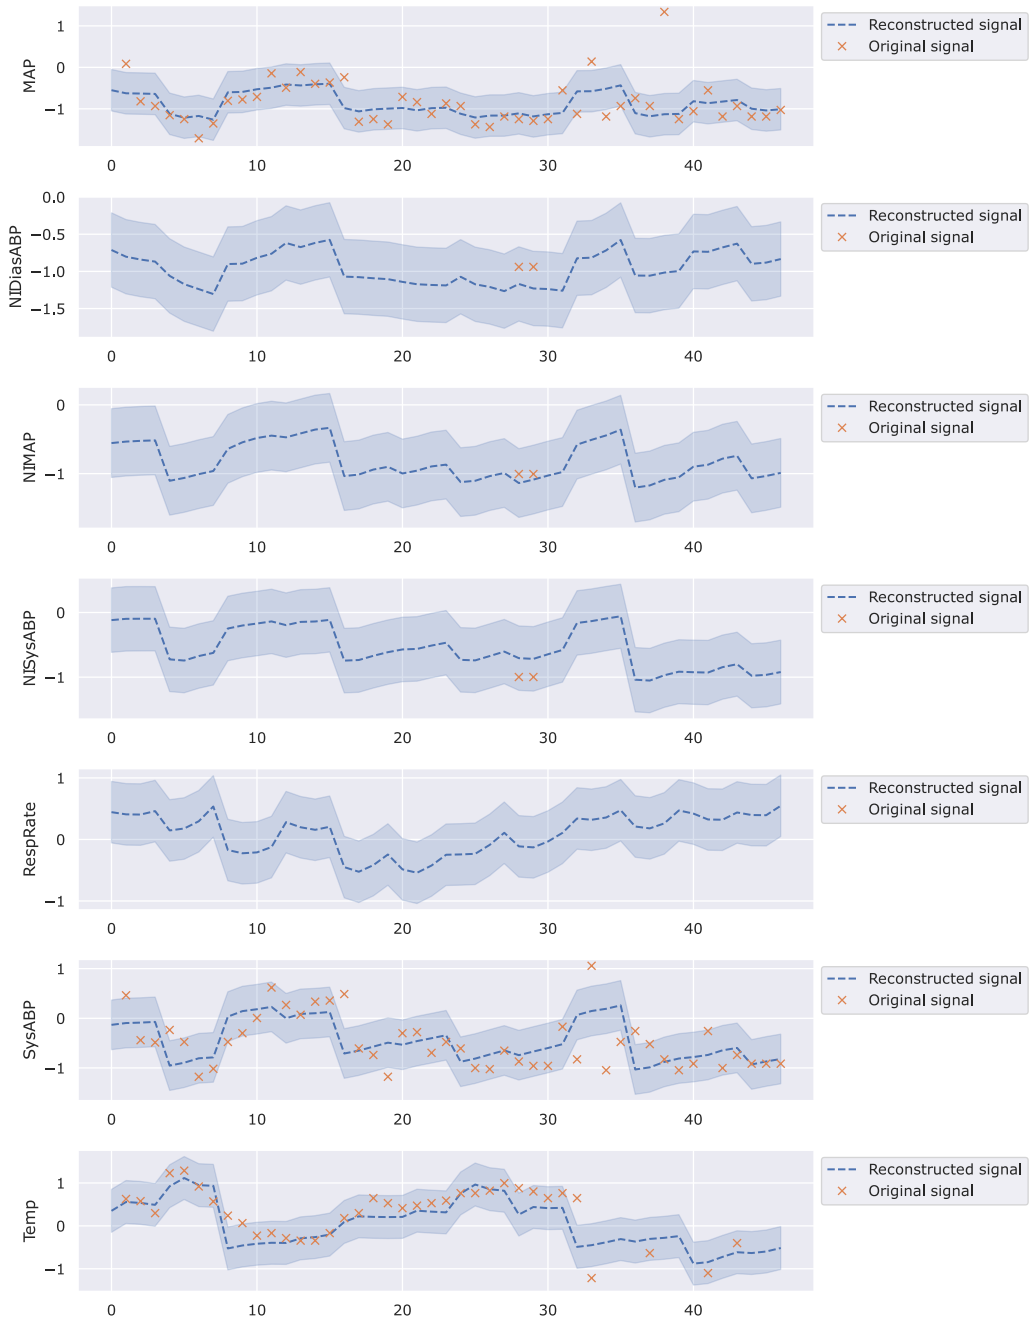 MAP
1
0
−1
0
10
20
30
40
Reconstructed signal
Original signal
NIDiasABP
0.0
−0.5
−1.0
−1.5
0
10
20
30
40
Reconstructed signal
Original signal
NIMAP
0
−1
0
10
20
30
40
Reconstructed signal
Original signal
NISysABP
0
−1
0
10
20
30
40
Reconstructed signal
Original signal
RespRate
1
0
−1
0
10
20
30
40
Reconstructed signal
Original signal
SysABP
1
0
−1
0
10
20
30
40
Reconstructed signal
Original signal
Temp
1
0
−1
0
10
20
30
40
Reconstructed signal
Original signal